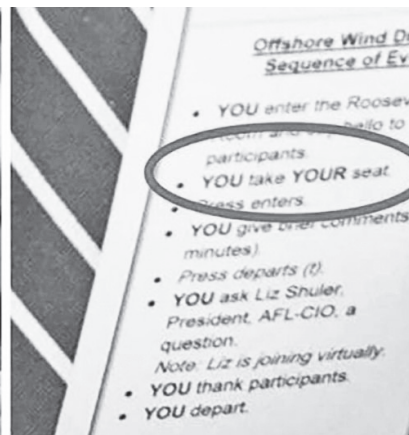 Offshore Wind
Sequence of
• YOU enter the
hello to
participants.
• YOU take YOUR seat.
• Press enters.
• YOU give brief comments
minutes).
• Press departs (t).
• YOU ask Liz Shuler,
President, AFL-CIO, a
question.
Note: Liz is joining virtually.
• YOU thank participants.
• YOU depart.